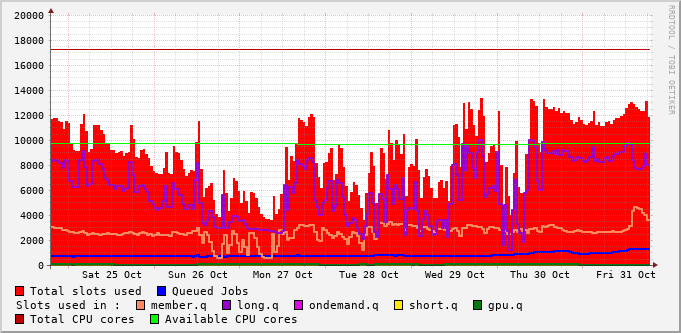 RRDTOOL / TOBI OETIKER
20000
18000
16000
14000
12000
10000
8000
6000
4000
2000
0
Sat 25 Oct Sun 26 Oct Mon 27 Oct Tue 28 Oct Wed 29 Oct Thu 30 Oct Fri 31 Oct
Total slots used Queued Jobs
Slots used in : member.q long.q ondemand.q short.q gpu.q
Total CPU cores Available CPU cores